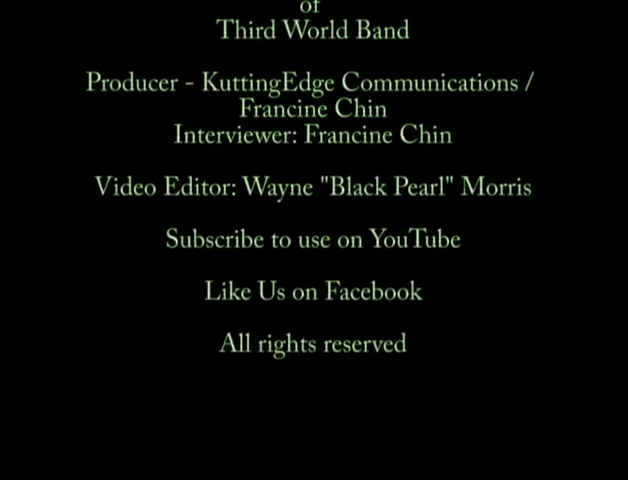 of
Third World Band
Producer - KuttingEdge Communications /
Francine Chin
Interviewer: Francine Chin
Video Editor: Wayne "Black Pearl" Morris
Subscribe to use on YouTube
Like Us on Facebook
All rights reserved